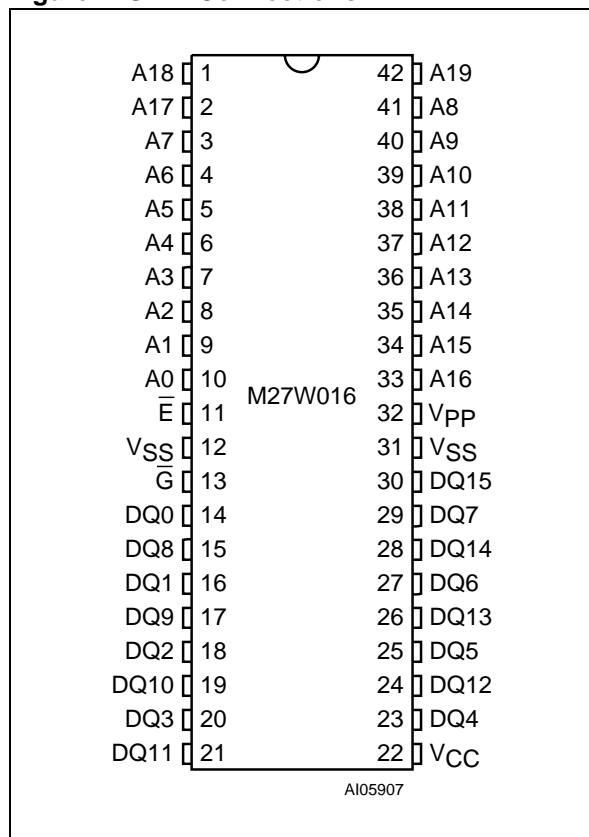 A18 1 42 A19
A17 2 41 A8
A7 3 40 A9
A6 4 39 A10
A5 5 38 A11
A4 6 37 A12
A3 7 36 A13
A2 8 35 A14
A1 9 34 A15
A0 10 33 A16
M27W016
E̅ 11 32 VPP
VSS 12 31 VSS
G̅ 13 30 DQ15
DQ0 14 29 DQ7
DQ8 15 28 DQ14
DQ1 16 27 DQ6
DQ9 17 26 DQ13
DQ2 18 25 DQ5
DQ10 19 24 DQ12
DQ3 20 23 DQ4
DQ11 21 22 VCC
AI05907